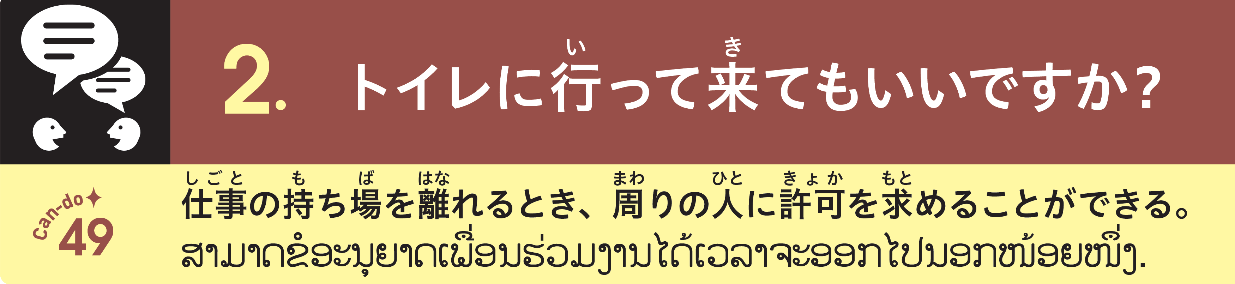 2. トイレに行って来てもいいですか？
Can-do 49
仕事の持ち場を離れるとき、周りの人に許可を求めることができる。
ສາມາດຂໍອະນຸຍາດເພື່ອນຮ່ວມງານໄດ້ເວລາຈະອອກໄປນອກໜ້ອຍໜຶ່ງ.